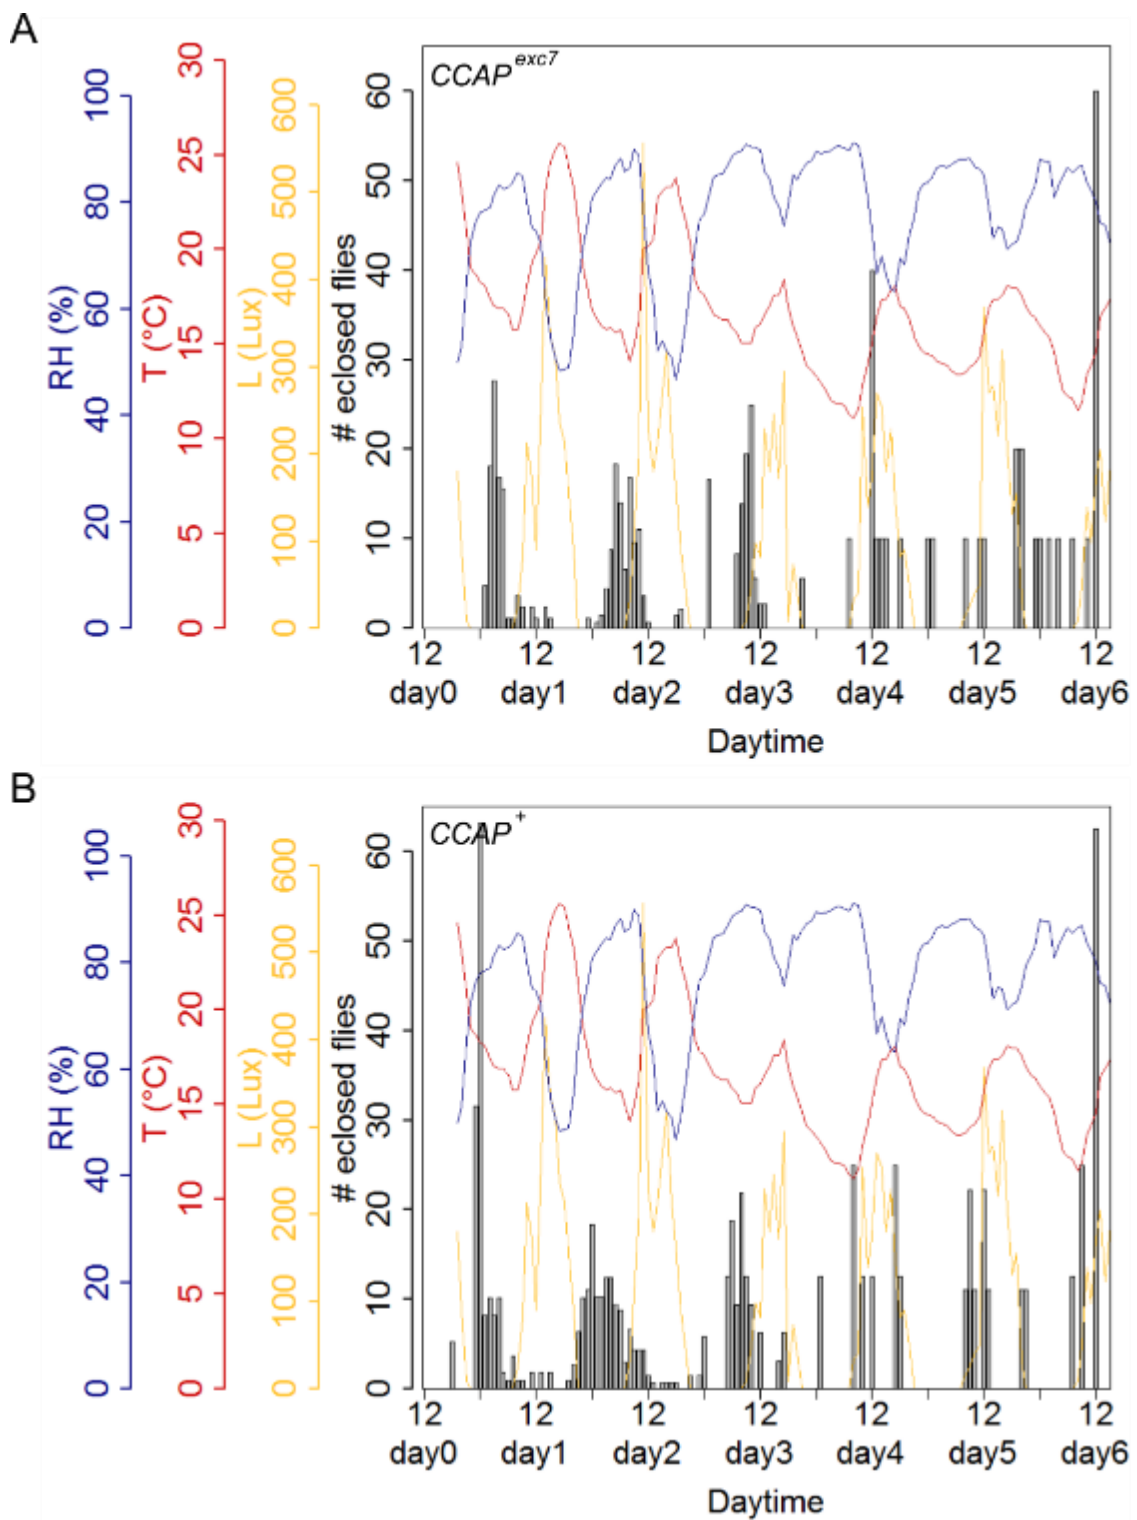 A
CCAP exc7
RH (%)
0 20 40 60 80 100
T (°C)
0 5 10 15 20 25 30
L (Lux)
0 100 200 300 400 500 600
# eclosed flies
0 10 20 30 40 50 60
12 12 12 12 12 12 12
day0 day1 day2 day3 day4 day5 day6
Daytime
B
CCAP +
RH (%)
0 20 40 60 80 100
T (°C)
0 5 10 15 20 25 30
L (Lux)
0 100 200 300 400 500 600
# eclosed flies
0 10 20 30 40 50 60
12 12 12 12 12 12 12
day0 day1 day2 day3 day4 day5 day6
Daytime